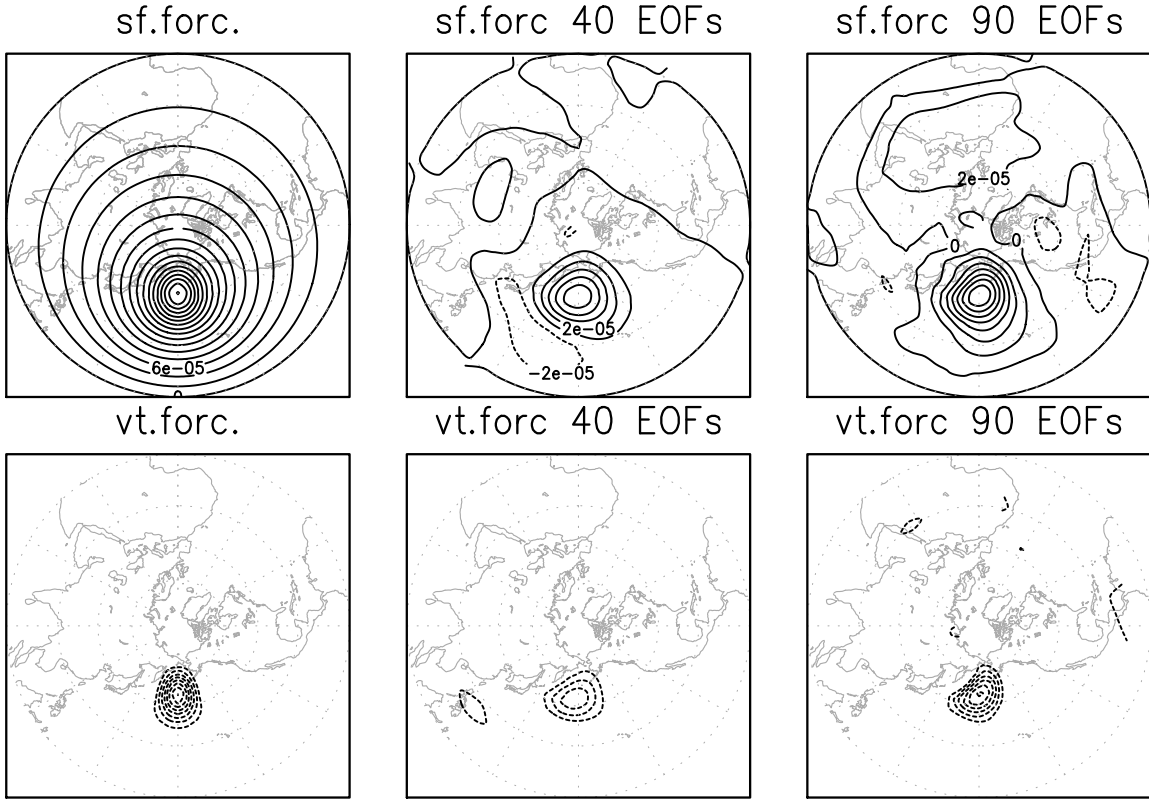 sf.forc.
sf.forc 40 EOFs
sf.forc 90 EOFs
6e-05
0
2e-05
-2e-05
2e-05
0
0
vt.forc.
vt.forc 40 EOFs
vt.forc 90 EOFs